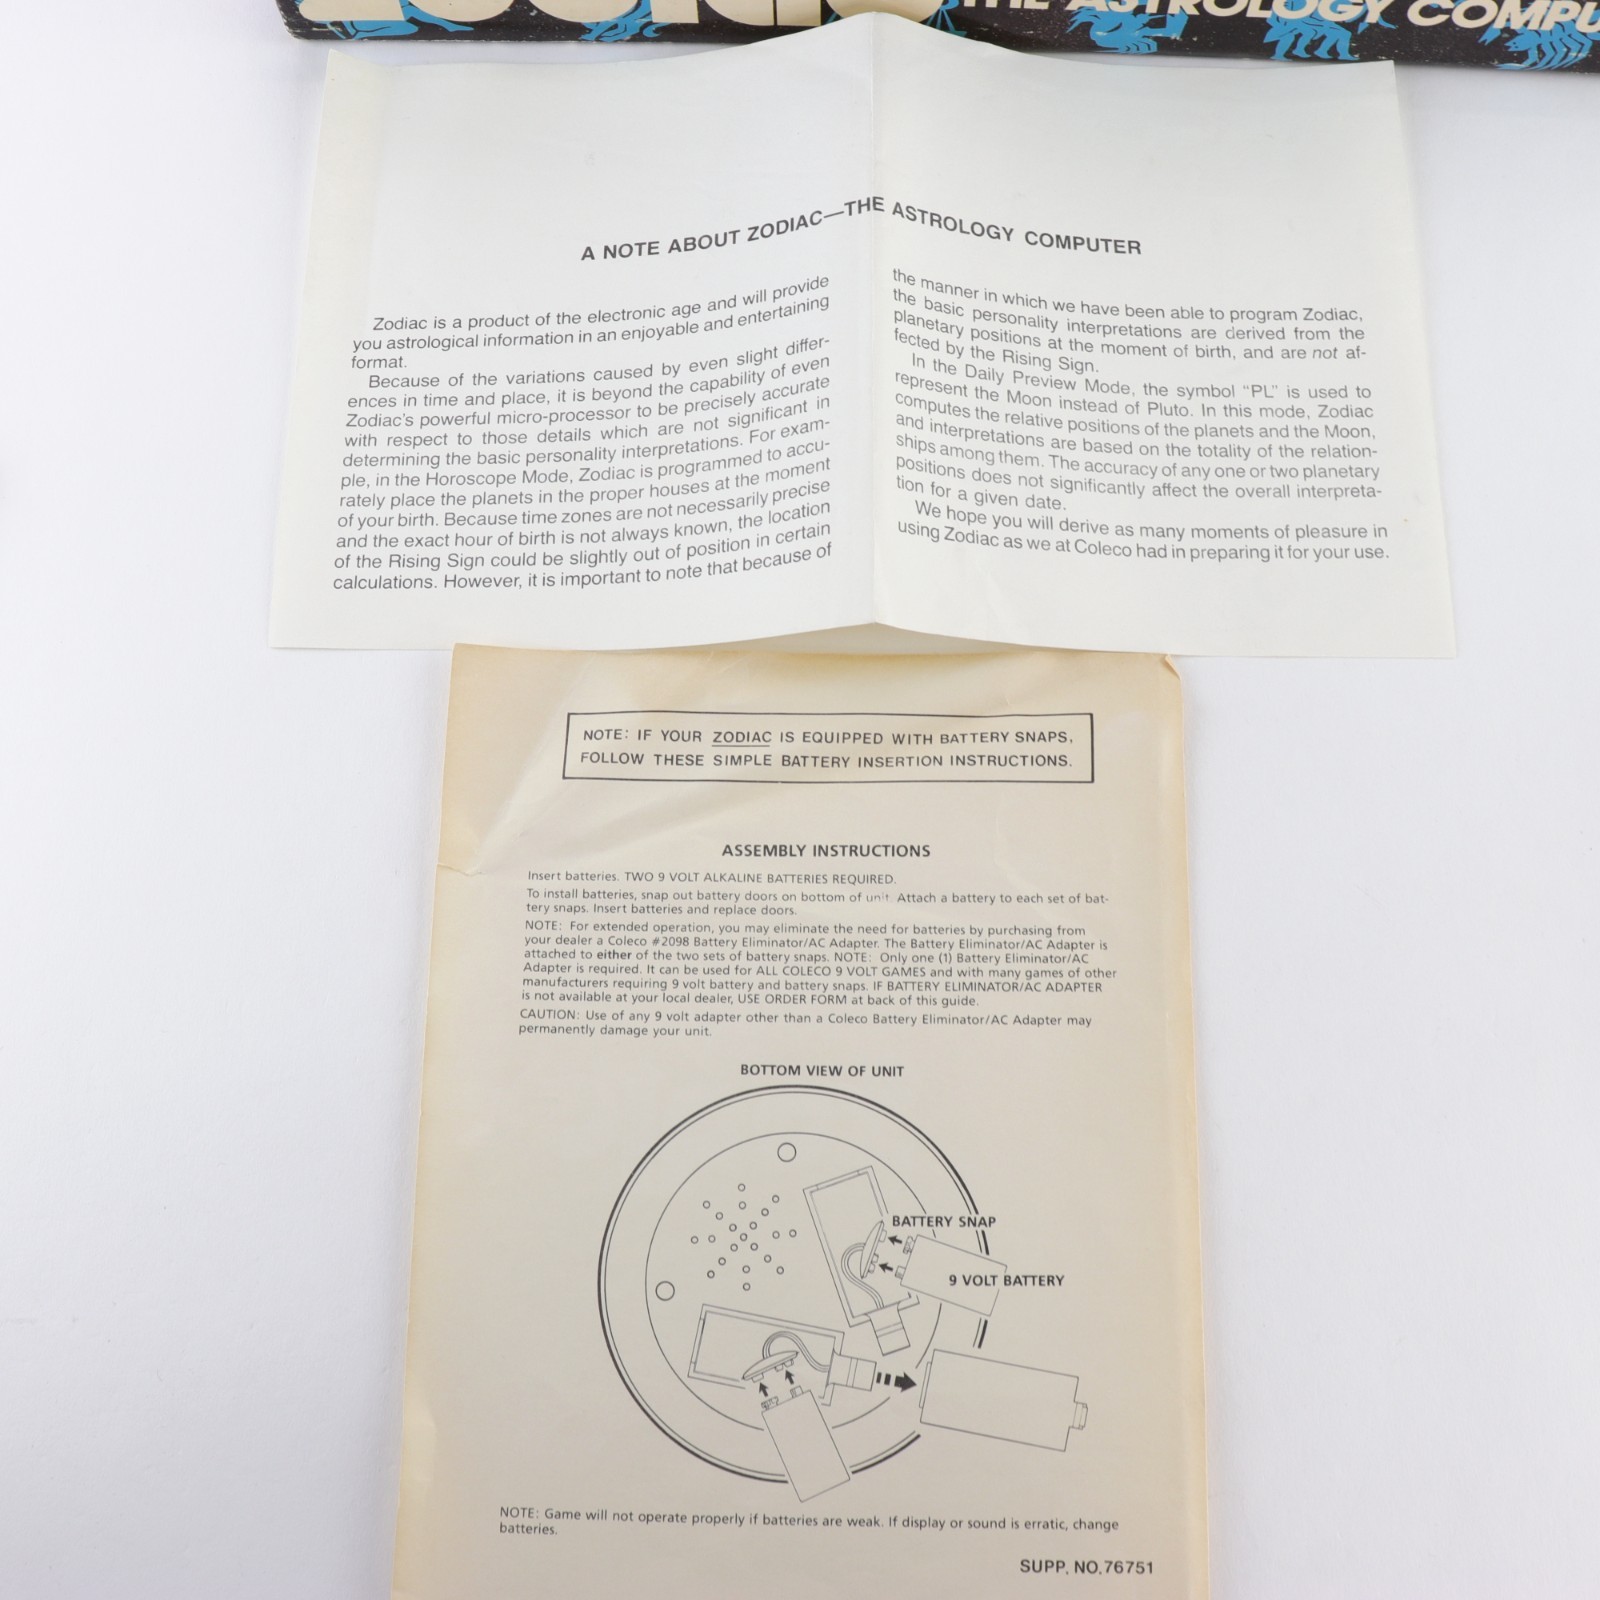 THE ASTROLOGY COMPU
A NOTE ABOUT ZODIAC—THE ASTROLOGY COMPUTER
Zodiac is a product of the electronic age and will provide
you astrological information in an enjoyable and entertaining
format.
Because of the variations caused by even slight differ-
ences in time and place, it is beyond the capability of even
Zodiac's powerful micro-processor to be precisely accurate
with respect to those details which are not significant in
determining the basic personality interpretations. For exam-
ple, in the Horoscope Mode, Zodiac is programmed to accu-
rately place the planets in the proper houses at the moment
of your birth. Because time zones are not necessarily precise
and the exact hour of birth is not always known, the location
of the Rising Sign could be slightly out of position in certain
calculations. However, it is important to note that because of
the manner in which we have been able to program Zodiac,
the basic personality interpretations are derived from the
planetary positions at the moment of birth, and are not af-
fected by the Rising Sign.
In the Daily Preview Mode, the symbol "PL" is used to
represent the Moon instead of Pluto. In this mode, Zodiac
computes the relative positions of the planets and the Moon,
and interpretations are based on the totality of the relation-
ships among them. The accuracy of any one or two planetary
positions does not significantly affect the overall interpreta-
tion for a given date.
We hope you will derive as many moments of pleasure in
using Zodiac as we at Coleco had in preparing it for your use.
NOTE: IF YOUR ZODIAC IS EQUIPPED WITH BATTERY SNAPS,
FOLLOW THESE SIMPLE BATTERY INSERTION INSTRUCTIONS.
ASSEMBLY INSTRUCTIONS
Insert batteries. TWO 9 VOLT ALKALINE BATTERIES REQUIRED.
To install batteries, snap out battery doors on bottom of unit. Attach a battery to each set of bat-
tery snaps. Insert batteries and replace doors.
NOTE: For extended operation, you may eliminate the need for batteries by purchasing from
your dealer a Coleco #2098 Battery Eliminator/AC Adapter. The Battery Eliminator/AC Adapter is
attached to either of the two sets of battery snaps. NOTE: Only one (1) Battery Eliminator/AC
Adapter is required. It can be used for ALL COLECO 9 VOLT GAMES and with many games of other
manufacturers requiring 9 volt battery and battery snaps. IF BATTERY ELIMINATOR/AC ADAPTER
is not available at your local dealer, USE ORDER FORM at back of this guide.
CAUTION: Use of any 9 volt adapter other than a Coleco Battery Eliminator/AC Adapter may
permanently damage your unit.
BOTTOM VIEW OF UNIT
BATTERY SNAP
9 VOLT BATTERY
NOTE: Game will not operate properly if batteries are weak. If display or sound is erratic, change
batteries.
SUPP. NO. 76751